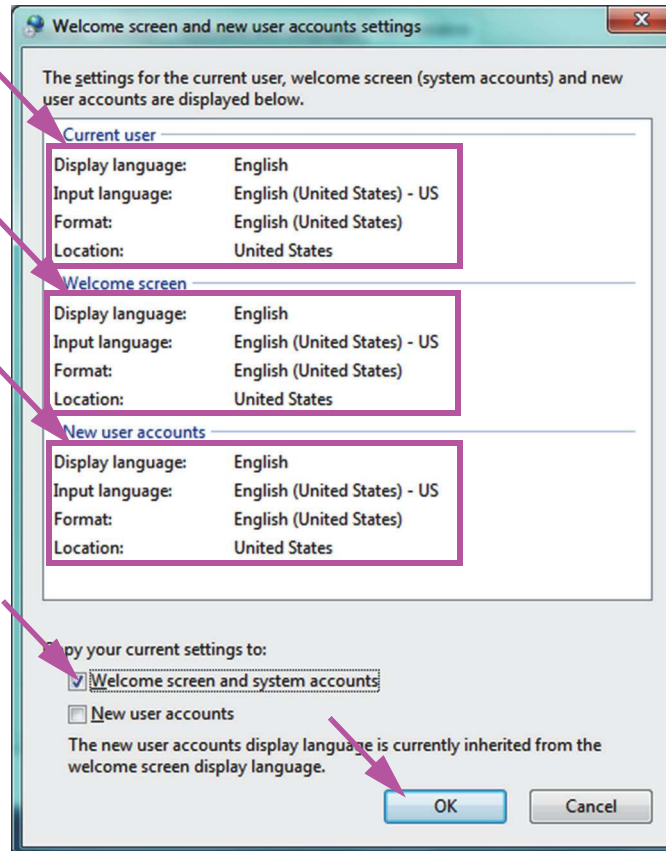 Welcome screen and new user accounts settings
The settings for the current user, welcome screen (system accounts) and new
user accounts are displayed below.
Current user
Display language: English
Input language: English (United States) - US
Format: English (United States)
Location: United States
Welcome screen
Display language: English
Input language: English (United States) - US
Format: English (United States)
Location: United States
New user accounts
Display language: English
Input language: English (United States) - US
Format: English (United States)
Location: United States
Copy your current settings to:
Welcome screen and system accounts
New user accounts
The new user accounts display language is currently inherited from the
welcome screen display language.
OK Cancel